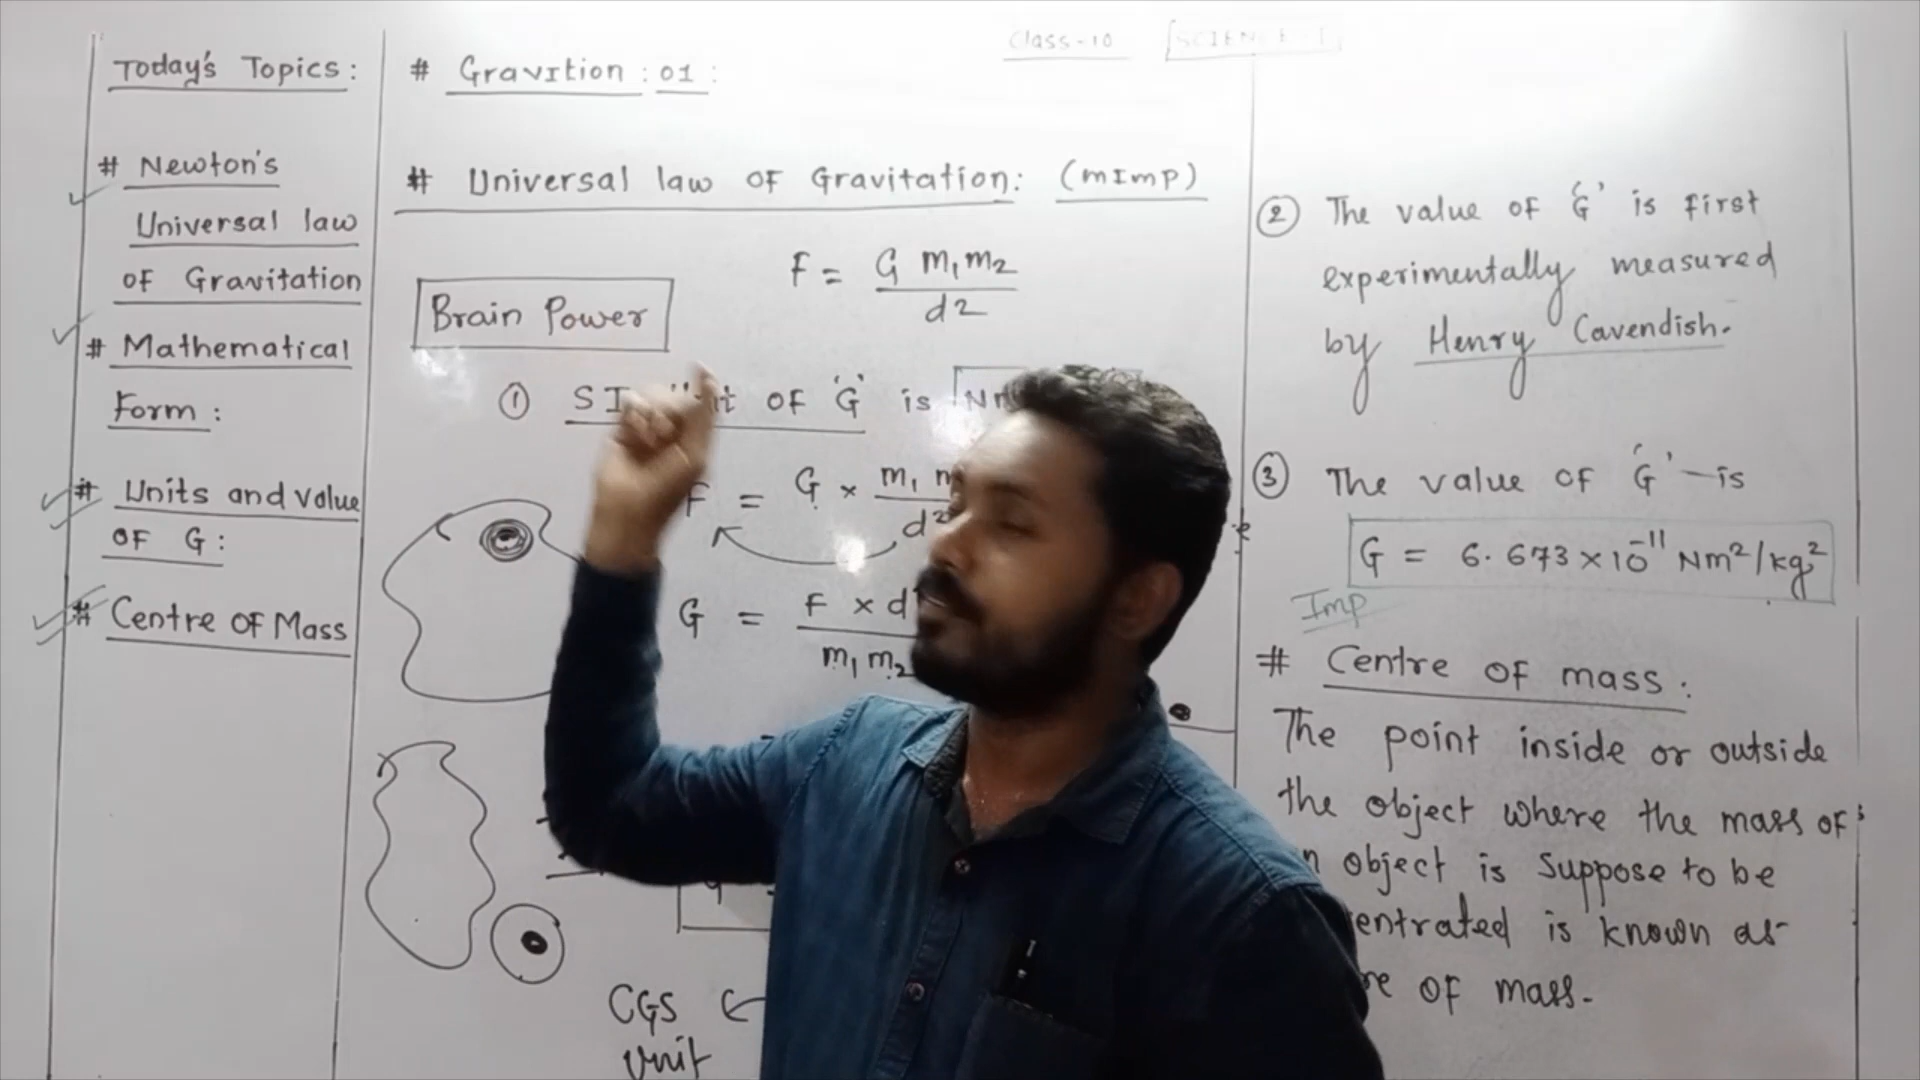 Class-10
SCIENCE-I
Today's Topics:
# Newton's
Universal law
of Gravitation
# Mathematical
Form:
# Units and value
of G:
# Centre of Mass
# Gravition : 01 :
# Universal law of Gravitation: (mImp)
F = G m₁m₂ / d2
Brain Power
① SI of 'G' is
F = G × m₁ m / d²
G = F × d / m₁ m₂
CGS
Unit
② The value of 'G' is first
experimentally measured
by Henry Cavendish.
③ The value of 'G' - is
G = 6.673 × 10⁻¹¹ Nm²/kg²
Imp
# Centre of mass:
The point inside or outside
the object where the mass of
object is suppose to be
is known as
of mass.